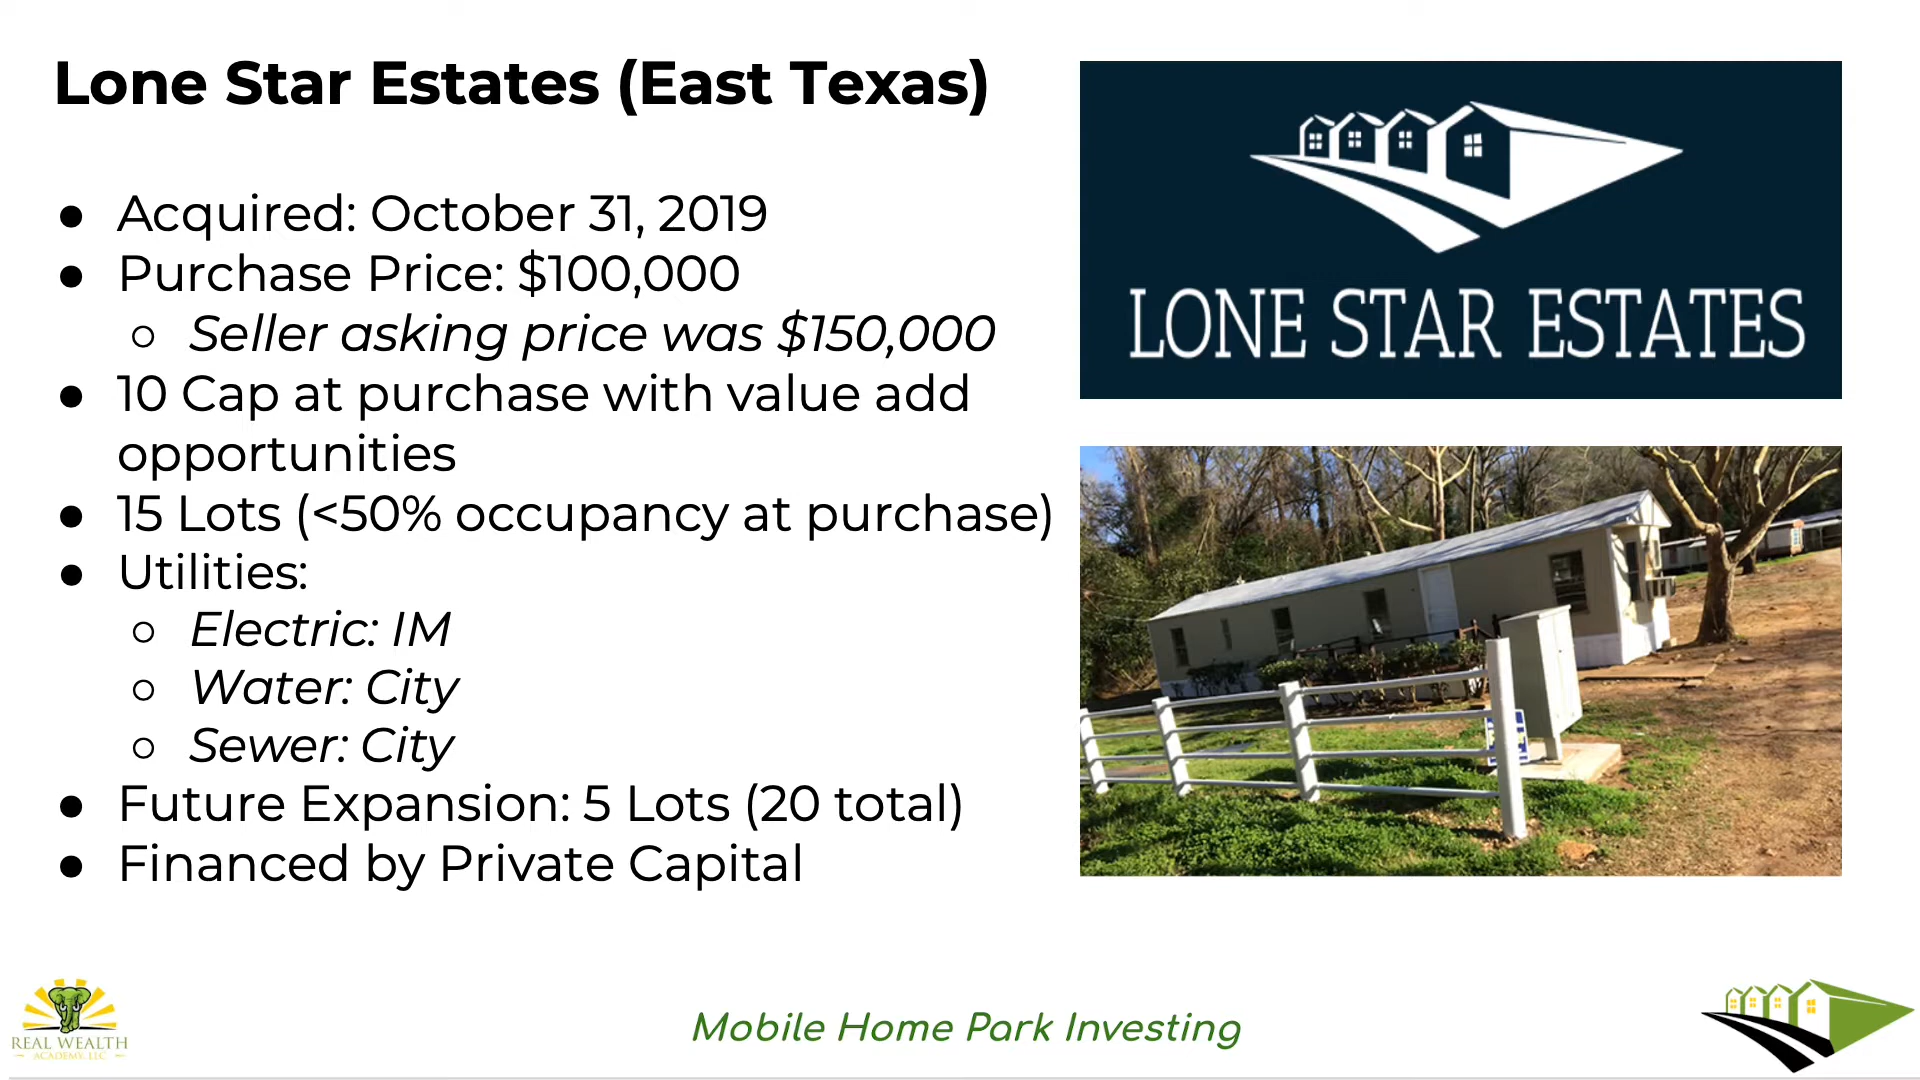 Lone Star Estates (East Texas)
● Acquired: October 31, 2019
● Purchase Price: $100,000
○ Seller asking price was $150,000
● 10 Cap at purchase with value add
opportunities
● 15 Lots (<50% occupancy at purchase)
● Utilities:
○ Electric: IM
○ Water: City
○ Sewer: City
● Future Expansion: 5 Lots (20 total)
● Financed by Private Capital
LONE STAR ESTATES
REAL WEALTH
ACADEMY, LLC
Mobile Home Park Investing